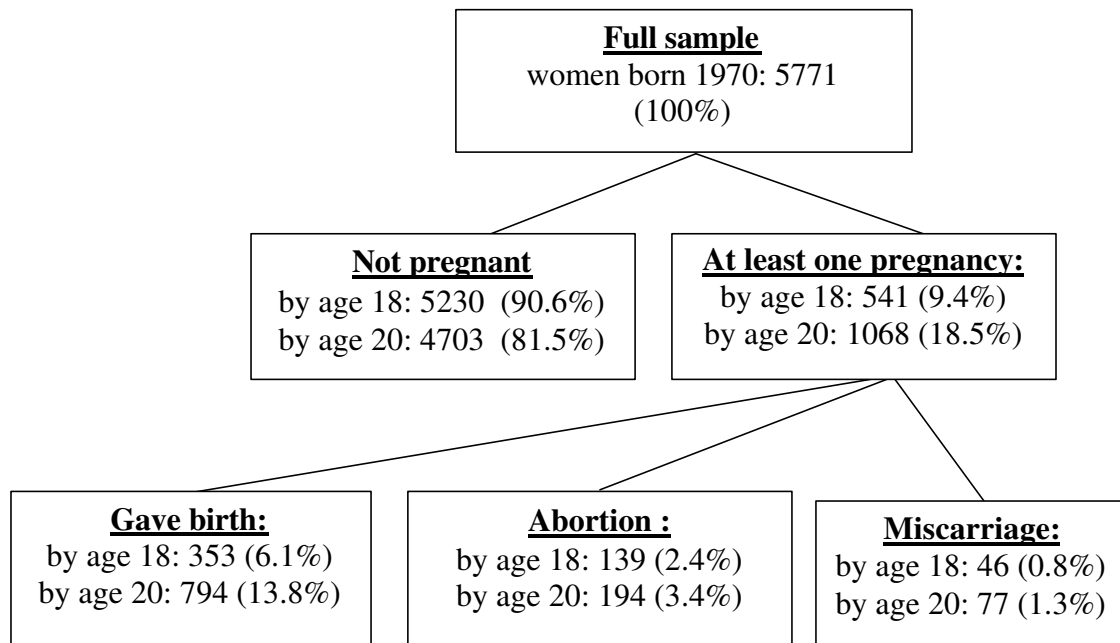 Full sample
women born 1970: 5771
(100%)
Not pregnant
by age 18: 5230 (90.6%)
by age 20: 4703 (81.5%)
At least one pregnancy:
by age 18: 541 (9.4%)
by age 20: 1068 (18.5%)
Gave birth:
by age 18: 353 (6.1%)
by age 20: 794 (13.8%)
Abortion :
by age 18: 139 (2.4%)
by age 20: 194 (3.4%)
Miscarriage:
by age 18: 46 (0.8%)
by age 20: 77 (1.3%)